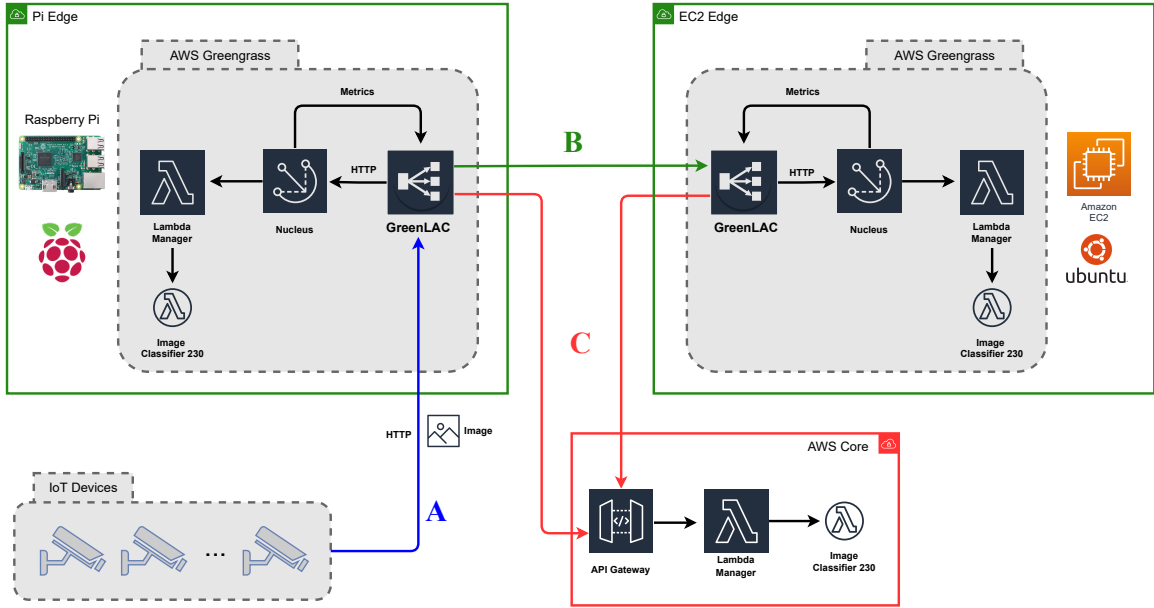 Pi Edge
AWS Greengrass
Metrics
Raspberry Pi
HTTP
Lambda
Manager
Nucleus
GreenLAC
Image
Classifier 230
B
EC2 Edge
AWS Greengrass
Metrics
HTTP
GreenLAC
Nucleus
Lambda
Manager
Image
Classifier 230
Amazon
EC2
ubuntu
C
HTTP
Image
A
IoT Devices
...
AWS Core
API Gateway
Lambda
Manager
Image
Classifier 230